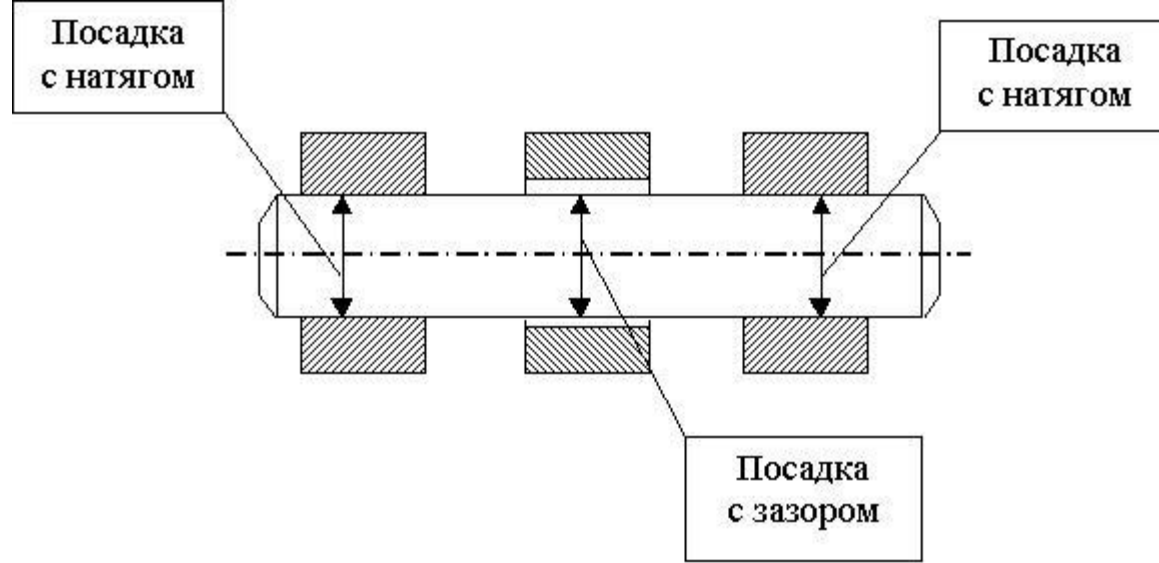 Посадка
с натягом
Посадка
с натягом
Посадка
с зазором